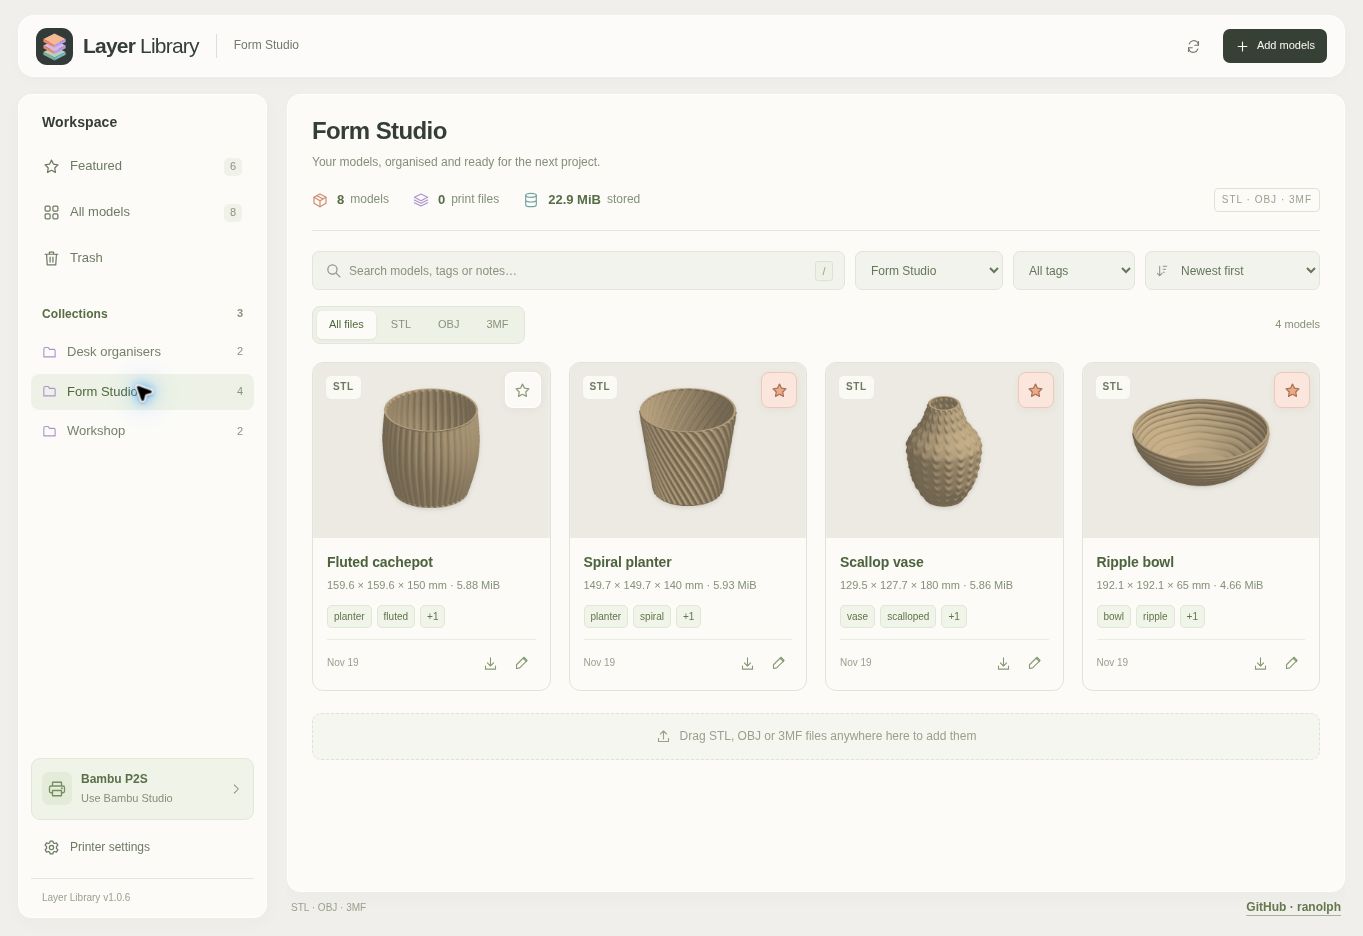 Layer Library
Form Studio
Add models
Workspace
Featured 6
All models 8
Trash
Collections 3
Desk organisers 2
Form Studio 4
Workshop 2
Bambu P2S
Use Bambu Studio
Printer settings
Layer Library v1.0.6
Form Studio
Your models, organised and ready for the next project.
8 models 0 print files 22.9 MiB stored STL · OBJ · 3MF
Search models, tags or notes… / Form Studio All tags Newest first
All files STL OBJ 3MF 4 models
STL
Fluted cachepot
159.6 × 159.6 × 150 mm · 5.88 MiB
planter fluted +1
Nov 19
STL
Spiral planter
149.7 × 149.7 × 140 mm · 5.93 MiB
planter spiral +1
Nov 19
STL
Scallop vase
129.5 × 127.7 × 180 mm · 5.86 MiB
vase scalloped +1
Nov 19
STL
Ripple bowl
192.1 × 192.1 × 65 mm · 4.66 MiB
bowl ripple +1
Nov 19
Drag STL, OBJ or 3MF files anywhere here to add them
STL · OBJ · 3MF GitHub · ranolph